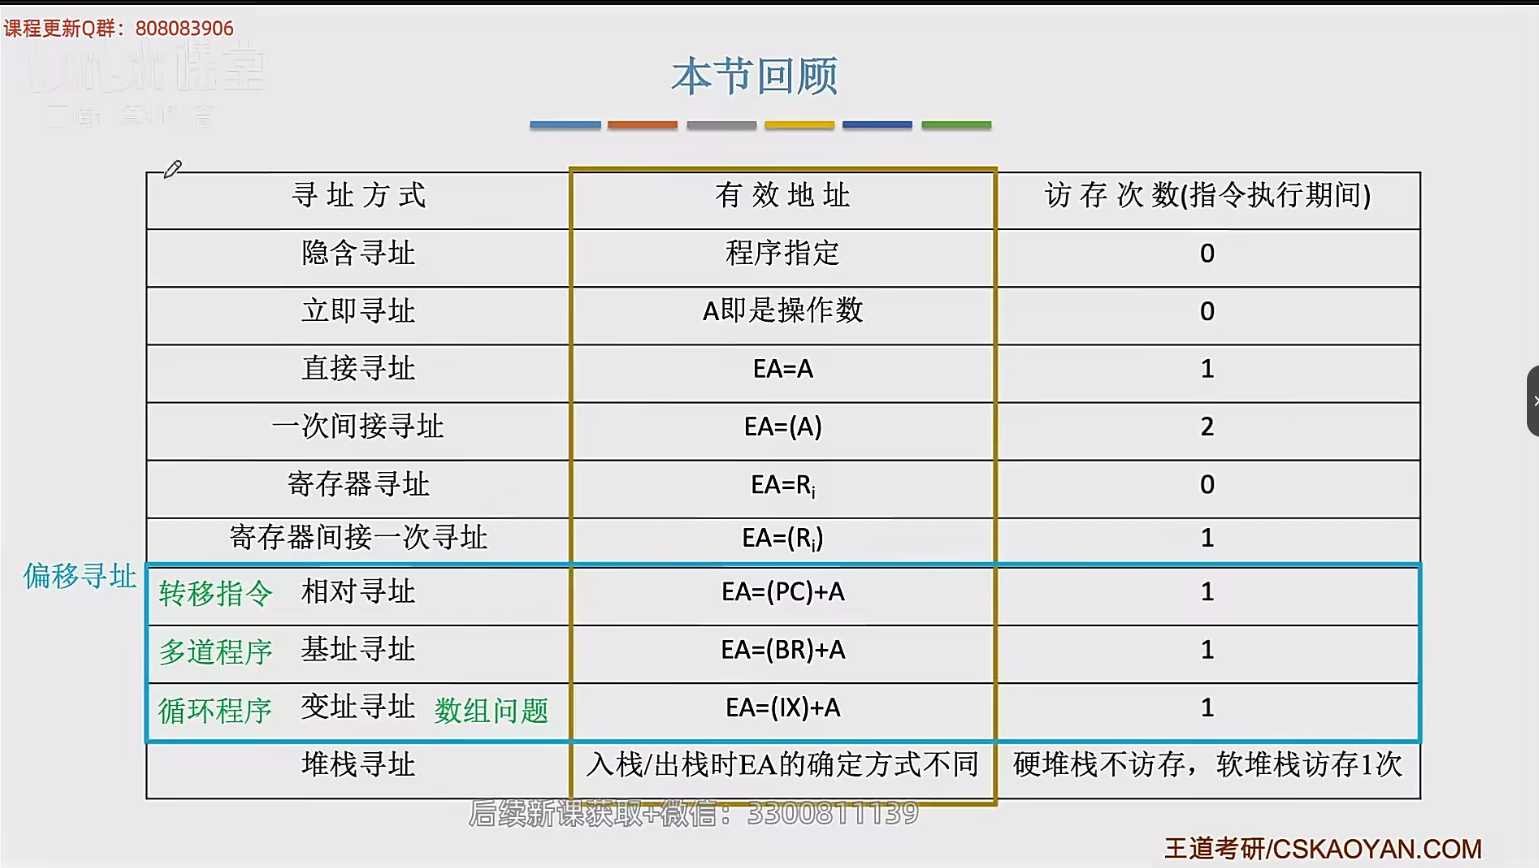 课程更新Q群：808083906
本节回顾
寻址方式 有效地址 访存次数(指令执行期间)
隐含寻址 程序指定 0
立即寻址 A即是操作数 0
直接寻址 EA=A 1
一次间接寻址 EA=(A) 2
寄存器寻址 EA=Ri 0
寄存器间接一次寻址 EA=(Ri) 1
偏移寻址
转移指令 相对寻址 EA=(PC)+A 1
多道程序 基址寻址 EA=(BR)+A 1
循环程序 变址寻址 数组问题 EA=(IX)+A 1
堆栈寻址 入栈/出栈时EA的确定方式不同 硬堆栈不访存，软堆栈访存1次
后续新课获取+微信：3300811139
王道考研/CSKAOYAN.COM